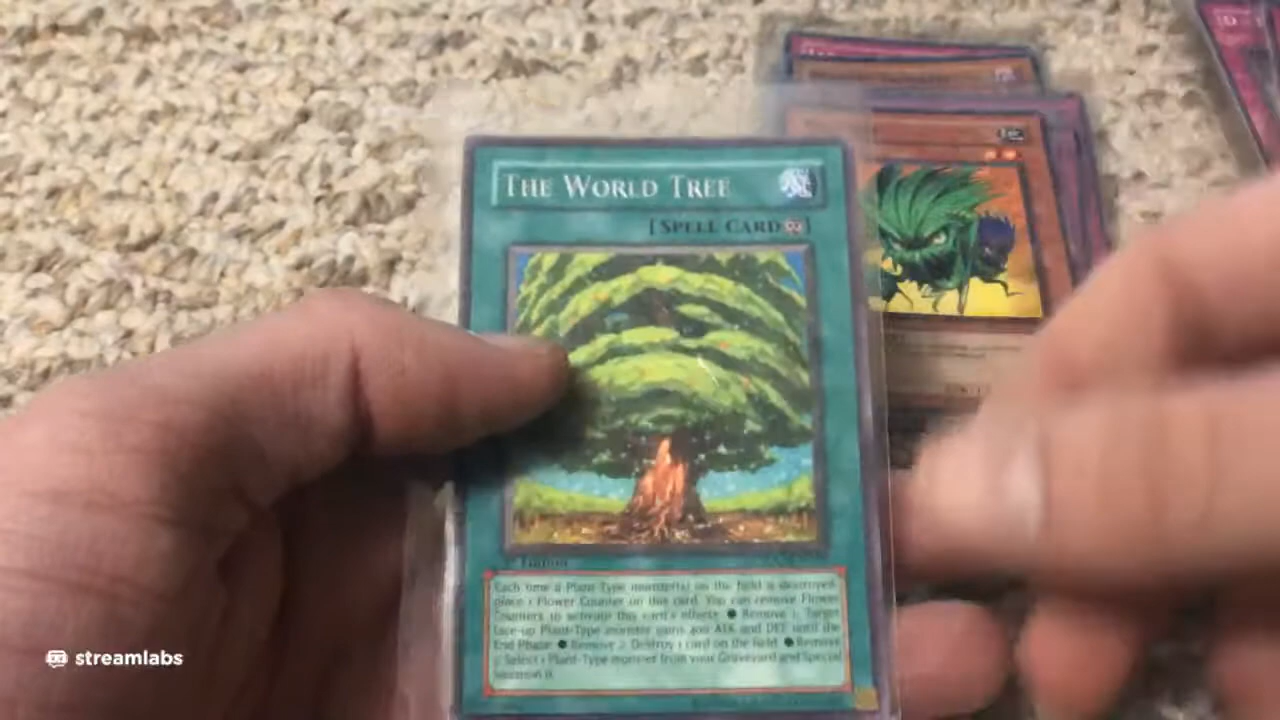 THE WORLD TREE
[SPELL CARD]
Edition
Each time a Plant-Type monster(s) on the field is destroyed,
place 1 Flower Counter on this card. You can remove Flower
Counters to activate this card's effects. ● Remove 1: Target
face-up Plant-Type monster gains 400 ATK and DEF until the
End Phase. ● Remove 2: Destroy 1 card on the field. ● Remove
3: Select 1 Plant-Type monster from your Graveyard and Special
Summon it.
streamlabs